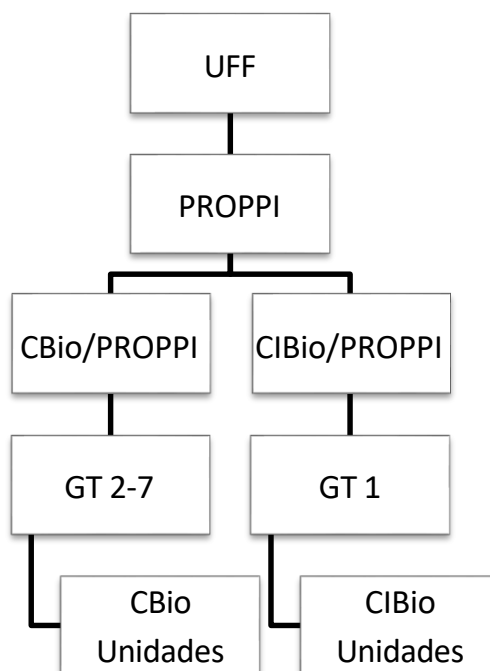 UFF
PROPPI
CBio/PROPPI
CIBio/PROPPI
GT 2-7
GT 1
CBio
Unidades
CIBio
Unidades